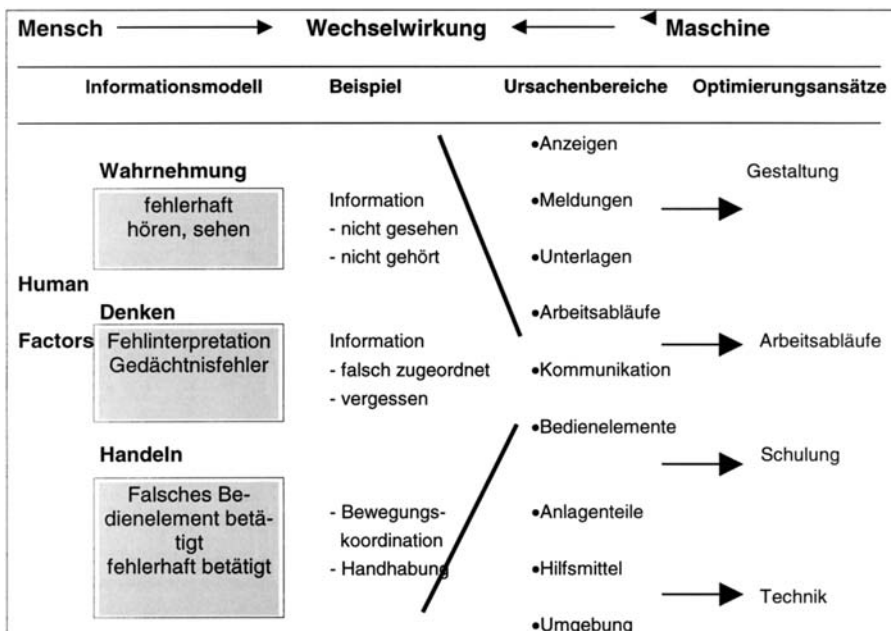 Mensch Wechselwirkung Maschine
Informationsmodell Beispiel Ursachenbereiche Optimierungsansätze
•Anzeigen
Wahrnehmung Gestaltung
fehlerhaft Information •Meldungen
hören, sehen - nicht gesehen
- nicht gehört •Unterlagen
Human
Denken •Arbeitsabläufe
Factors Fehlinterpretation Information Arbeitsabläufe
Gedächtnisfehler - falsch zugeordnet •Kommunikation
- vergessen
•Bedienelemente
Handeln Schulung
Falsches Be-
dienelement betä- - Bewegungs- •Anlagenteile
tigt koordination
fehlerhaft betätigt - Handhabung •Hilfsmittel
Technik
•Umgebung